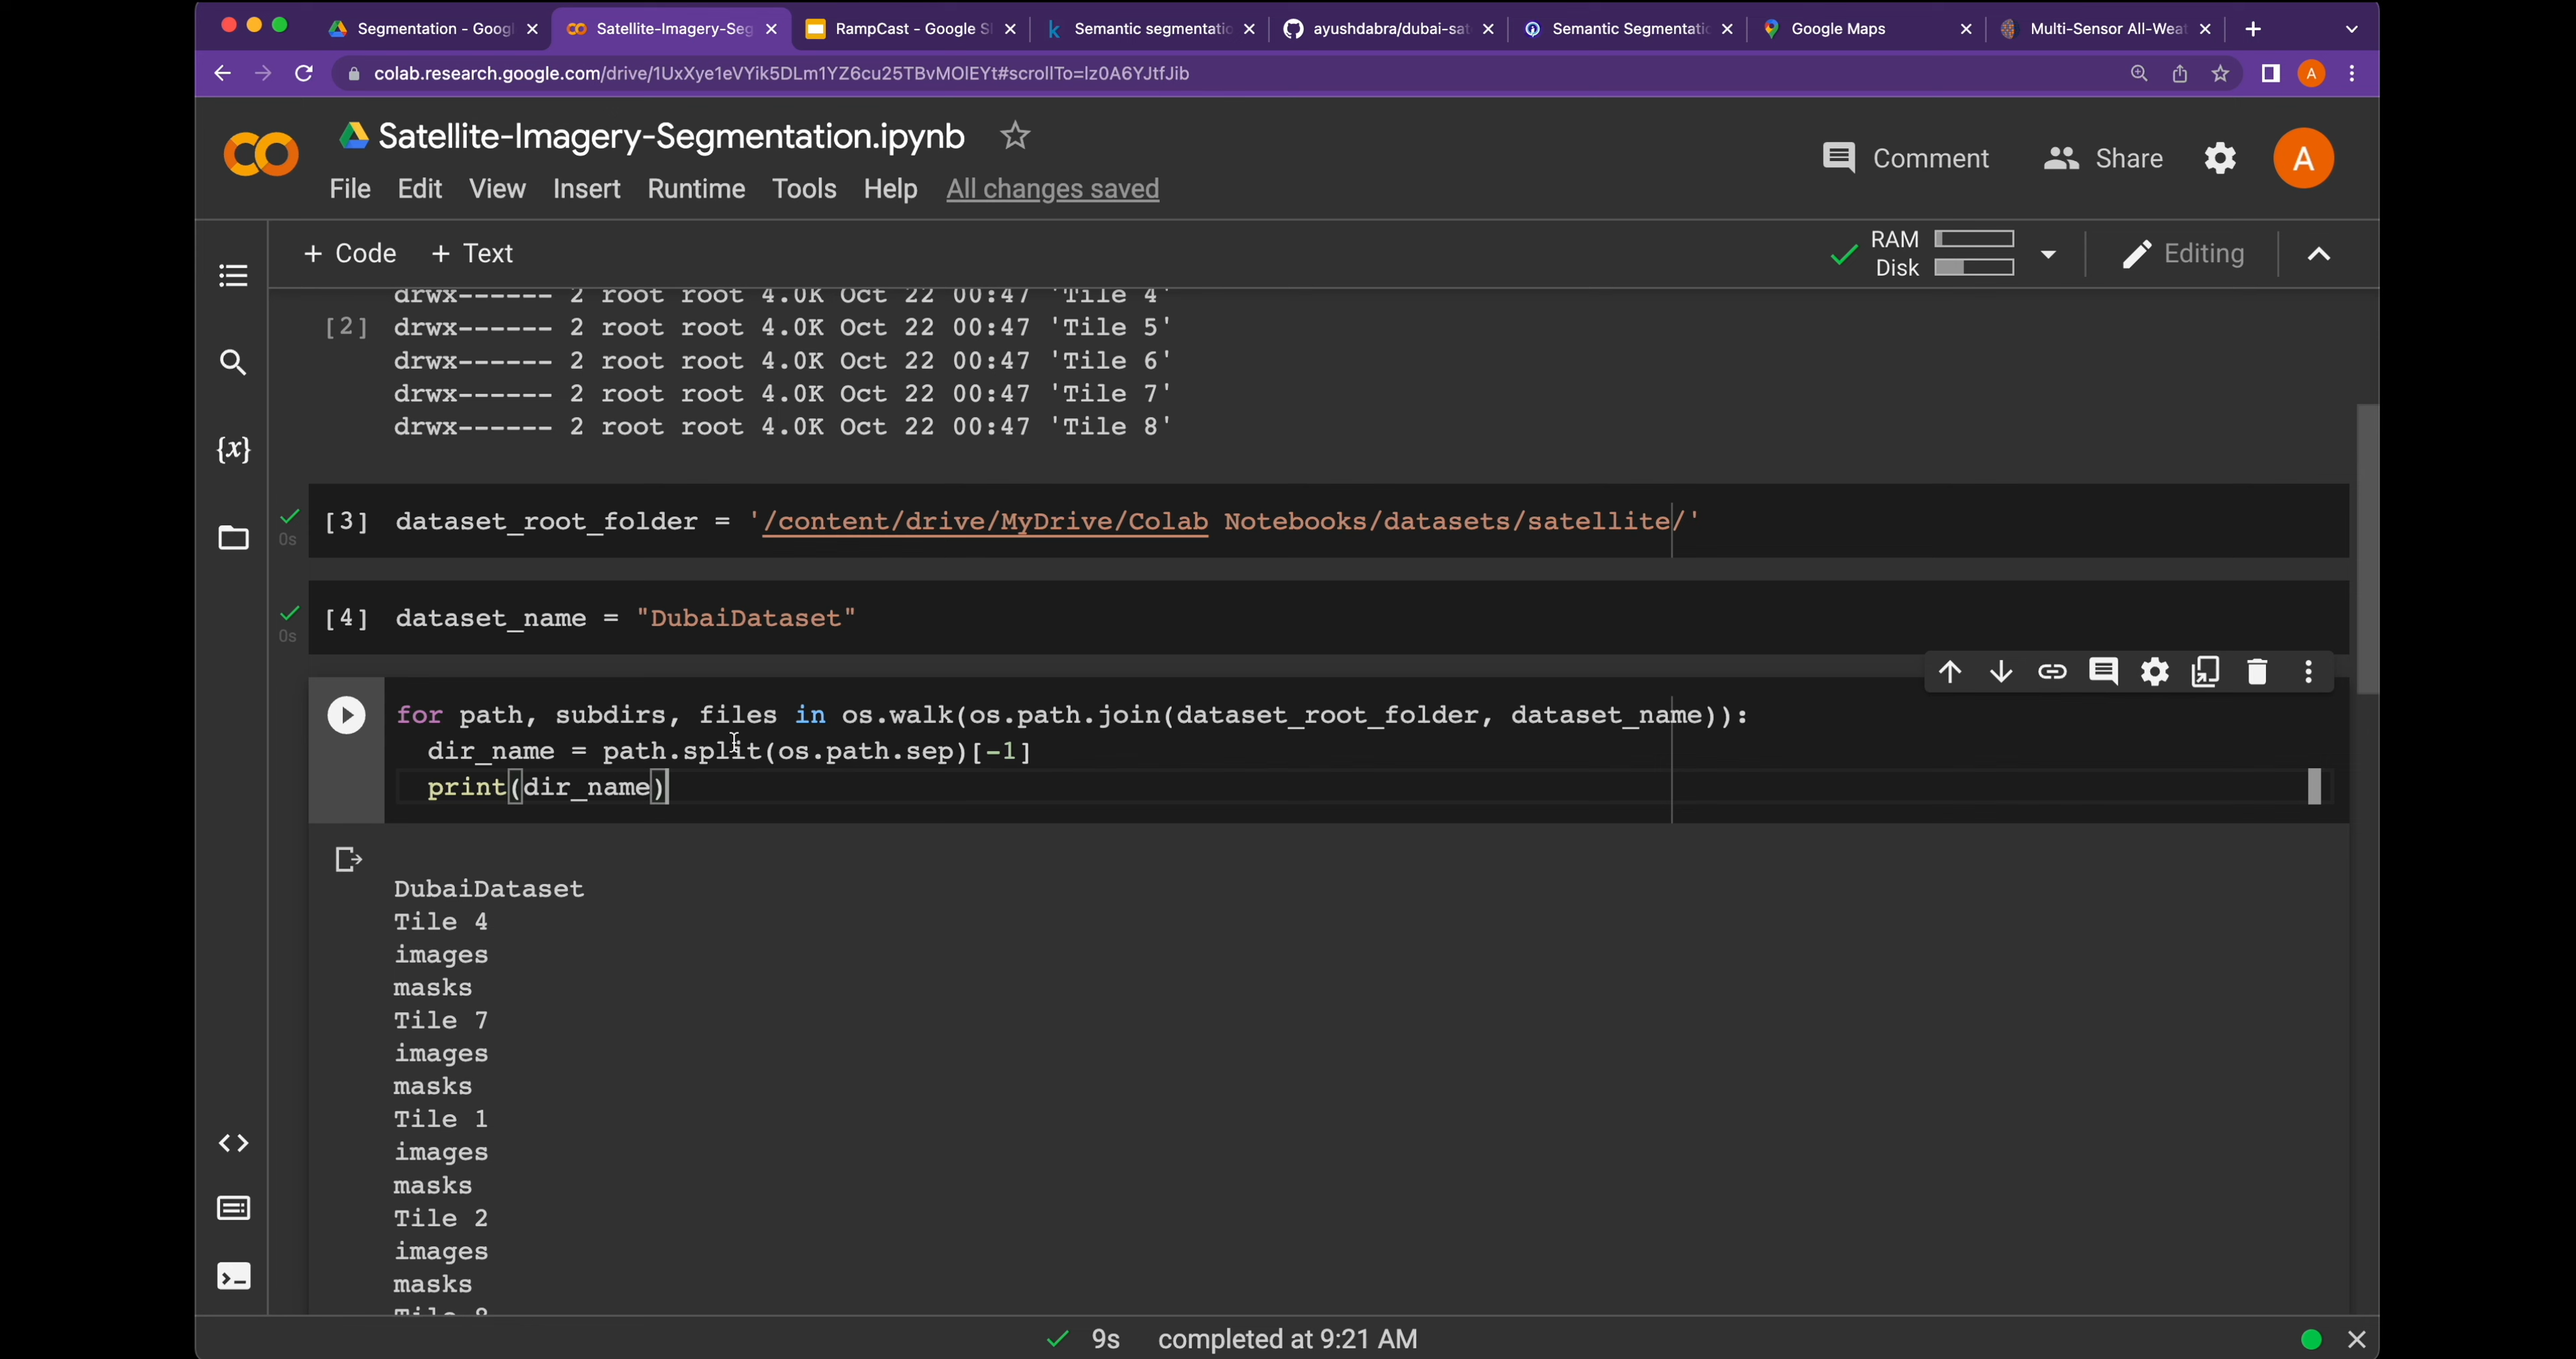 Segmentation - Googl
Satellite-Imagery-Seg
RampCast - Google Sl
Semantic segmentatio
ayushdabra/dubai-sat
Semantic Segmentatic
Google Maps
Multi-Sensor All-Weat
colab.research.google.com/drive/1UxXye1eVYik5DLm1YZ6cu25TBvMOlEYt#scrollTo=lz0A6YJtfJib
A
Satellite-Imagery-Segmentation.ipynb
File Edit View Insert Runtime Tools Help All changes saved
Comment
Share
A
+ Code + Text
RAM
Disk
Editing
drwx------ 2 root root 4.0K Oct 22 00:47 'Tile 4'
[2] drwx------ 2 root root 4.0K Oct 22 00:47 'Tile 5'
drwx------ 2 root root 4.0K Oct 22 00:47 'Tile 6'
drwx------ 2 root root 4.0K Oct 22 00:47 'Tile 7'
drwx------ 2 root root 4.0K Oct 22 00:47 'Tile 8'
{x}
[3] dataset_root_folder = '/content/drive/MyDrive/Colab Notebooks/datasets/satellite/'
0s
[4] dataset_name = "DubaiDataset"
0s
for path, subdirs, files in os.walk(os.path.join(dataset_root_folder, dataset_name)):
dir_name = path.split(os.path.sep)[-1]
print(dir_name)
DubaiDataset
Tile 4
images
masks
Tile 7
images
masks
Tile 1
images
masks
Tile 2
images
masks
9s completed at 9:21 AM